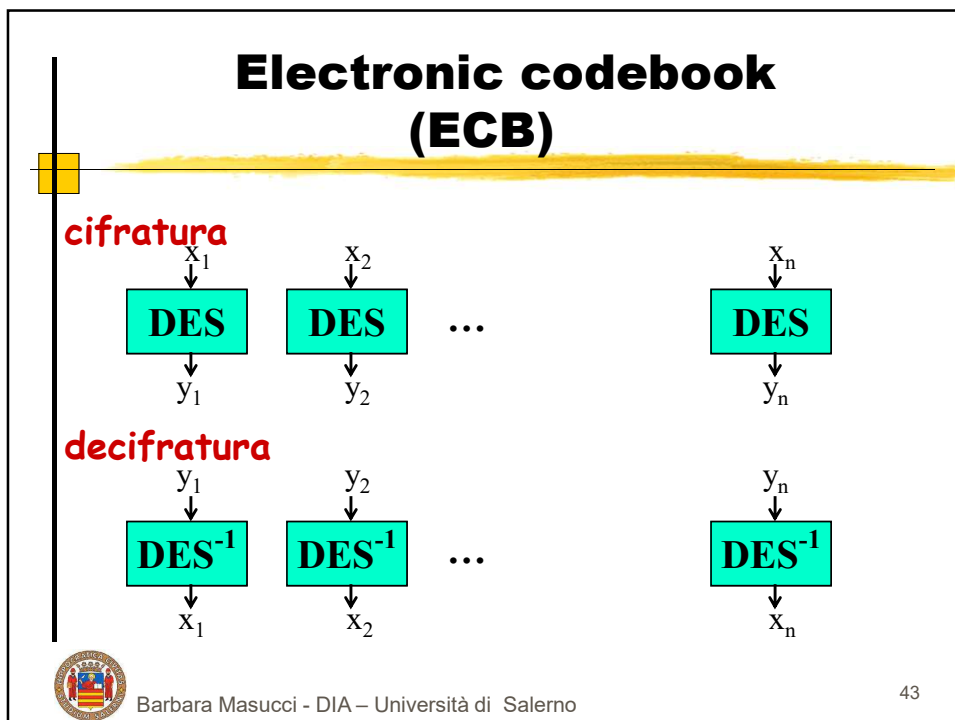 Electronic codebook
(ECB)
cifratura
x₁ x₂ xₙ
DES DES ... DES
y₁ y₂ yₙ
decifratura
y₁ y₂ yₙ
DES⁻¹ DES⁻¹ ... DES⁻¹
x₁ x₂ xₙ
Barbara Masucci - DIA – Università di Salerno
43